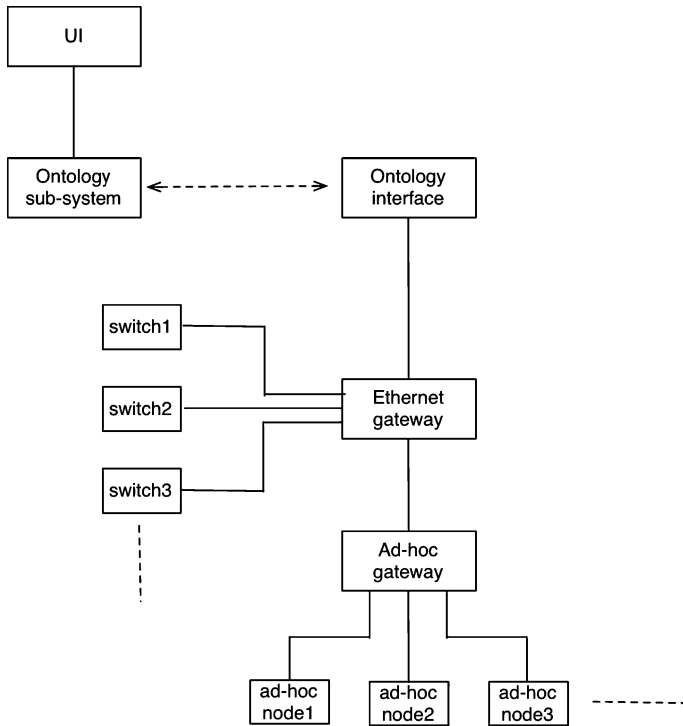 UI
Ontology
sub-system
Ontology
interface
switch1
switch2
switch3
Ethernet
gateway
Ad-hoc
gateway
ad-hoc
node1
ad-hoc
node2
ad-hoc
node3